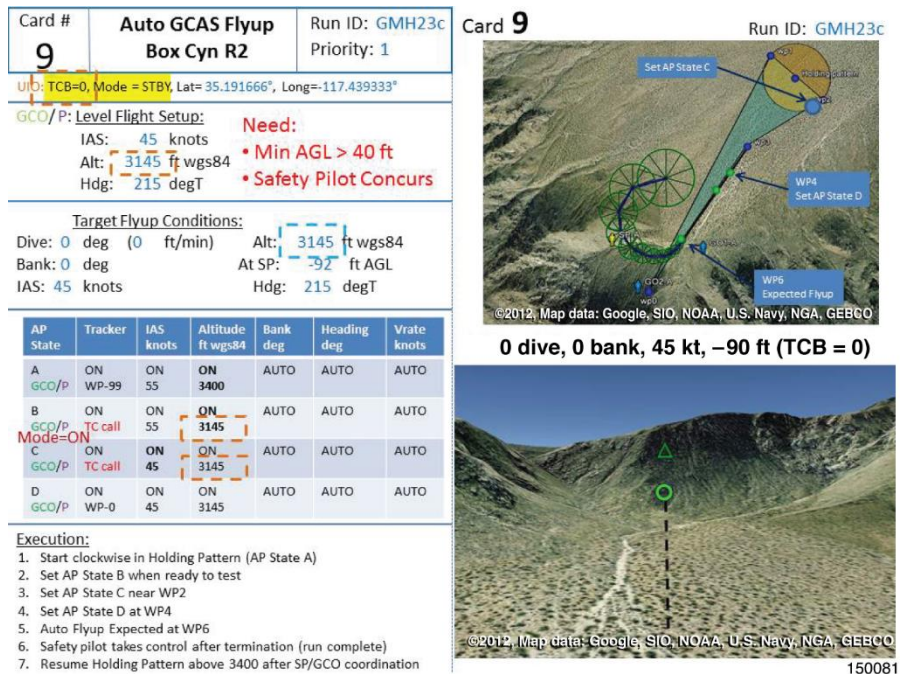 Card #
9
Auto GCAS Flyup
Box Cyn R2
Run ID: GMH23c
Priority: 1
UIO: TCB=0, Mode = STBY, Lat= 35.191666°, Long=-117.439333°
GCO/P: Level Flight Setup:
IAS: 45 knots
Alt: 3145 ft wgs84
Hdg: 215 degT
Need:
• Min AGL > 40 ft
• Safety Pilot Concurs
Target Flyup Conditions:
Dive: 0 deg (0 ft/min) Alt: 3145 ft wgs84
Bank: 0 deg At SP: -92 ft AGL
IAS: 45 knots Hdg: 215 degT
AP State Tracker IAS knots Altitude ft wgs84 Bank deg Heading deg Vrate knots
A ON ON ON AUTO AUTO AUTO
GCO/P WP-99 55 3400
B ON ON ON AUTO AUTO AUTO
GCO/P TC call 55 3145
Mode=ON
C ON ON ON AUTO AUTO AUTO
GCO/P TC call 45 3145
D ON ON ON AUTO AUTO AUTO
GCO/P WP-0 45 3145
Execution:
1. Start clockwise in Holding Pattern (AP State A)
2. Set AP State B when ready to test
3. Set AP State C near WP2
4. Set AP State D at WP4
5. Auto Flyup Expected at WP6
6. Safety pilot takes control after termination (run complete)
7. Resume Holding Pattern above 3400 after SP/GCO coordination
Card 9
Run ID: GMH23c
Set AP State C
wp1
Holding pattern
wp2
wp3
WP4
Set AP State D
WP6
Expected Flyup
GO2
wp0
©2012, Map data: Google, SIO, NOAA, U.S. Navy, NGA, GEBCO
0 dive, 0 bank, 45 kt, –90 ft (TCB = 0)
©2012, Map data: Google, SIO, NOAA, U.S. Navy, NGA, GEBCO
150081